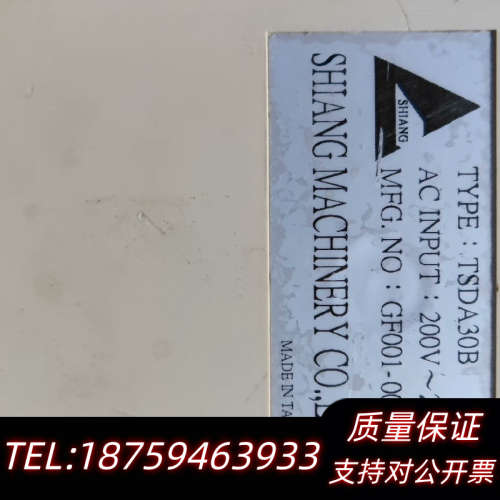 SHIANG
TYPE : TSDA30B
AC INPUT : 200V~
MFG. NO : GF001-00
SHIANG MACHINERY CO.,
MADE IN TA
质量保证
TEL:18759463933
支持对公开票